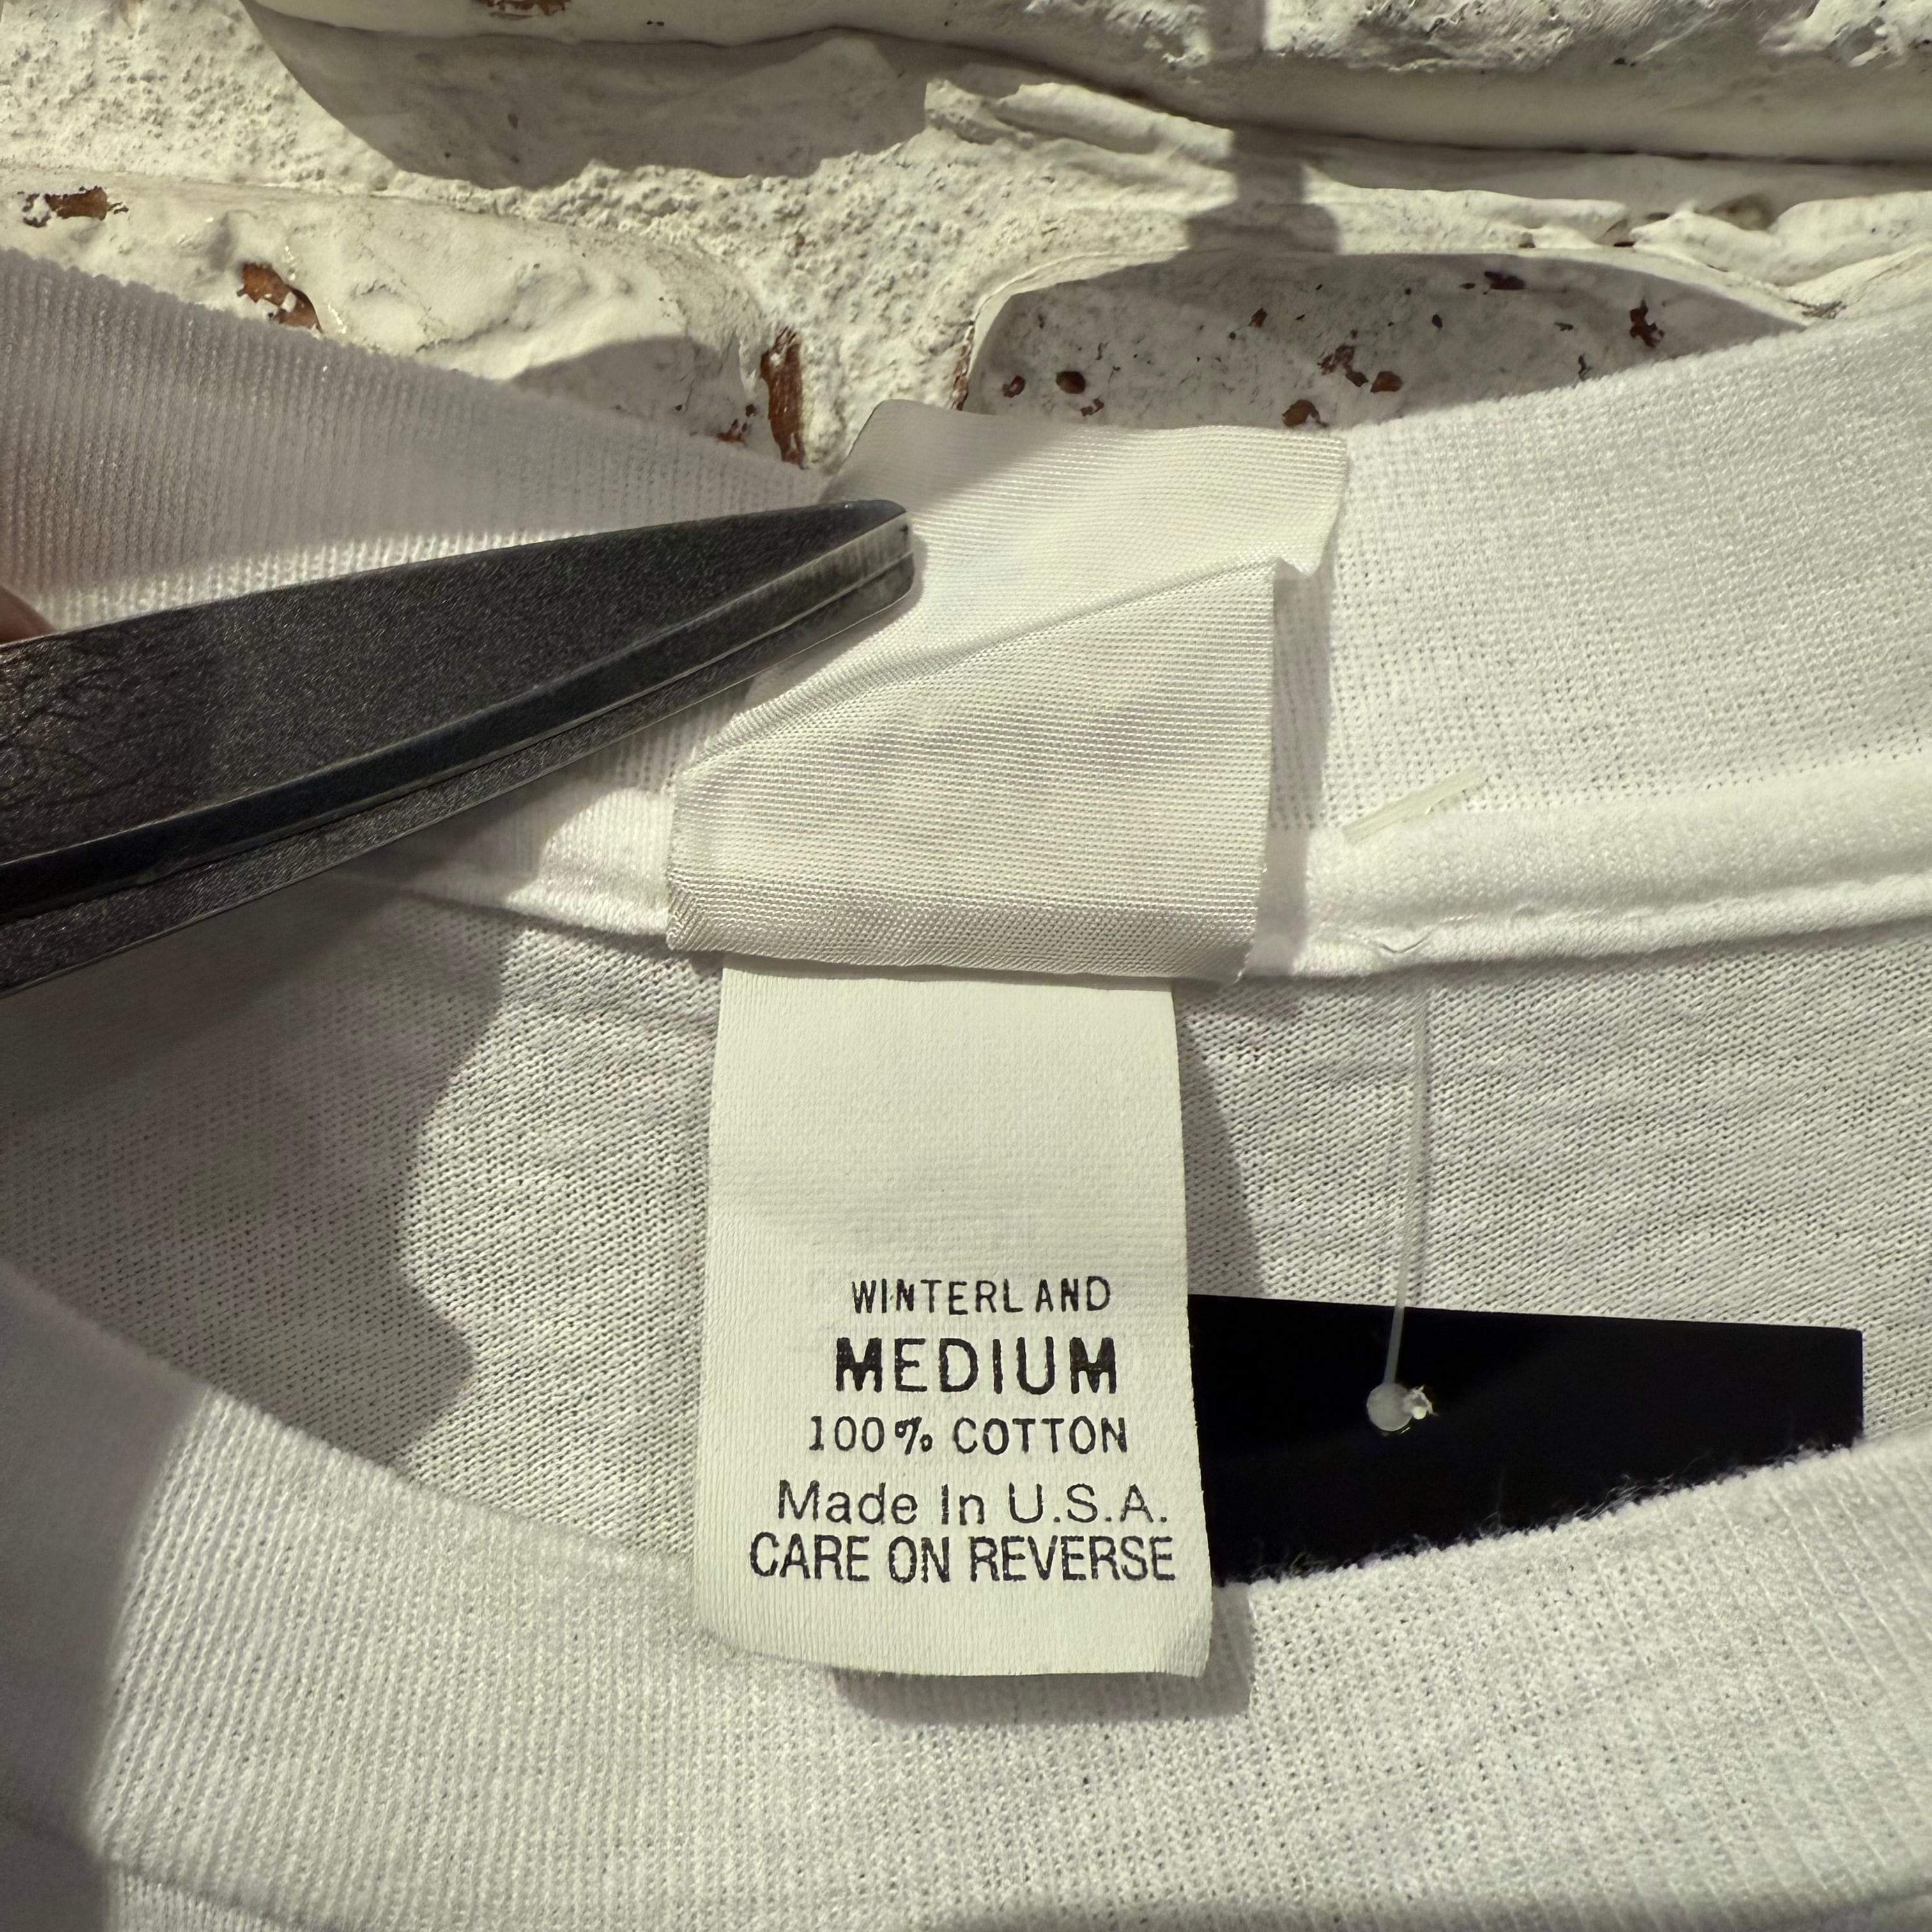 WINTERLAND
MEDIUM
100% COTTON
Made In U.S.A.
CARE ON REVERSE